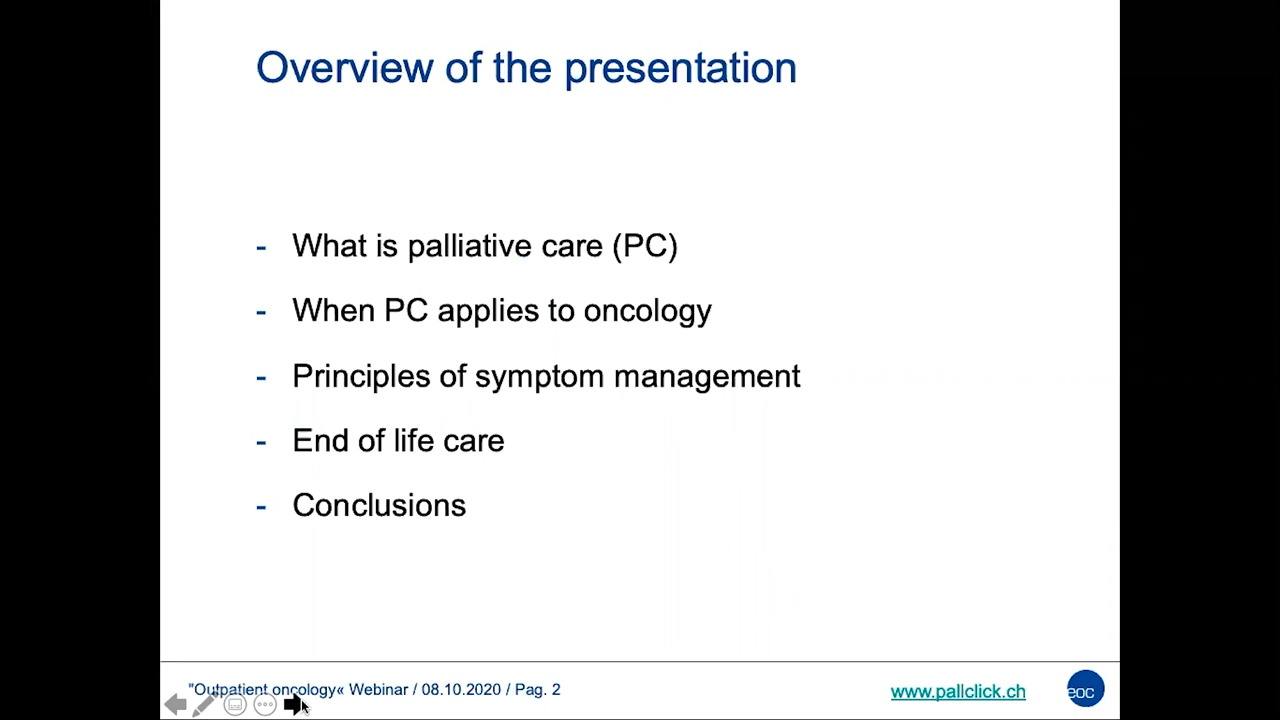 Overview of the presentation
- What is palliative care (PC)
- When PC applies to oncology
- Principles of symptom management
- End of life care
- Conclusions
"Outpatient oncology« Webinar / 08.10.2020 / Pag. 2
www.pallclick.ch
eoc